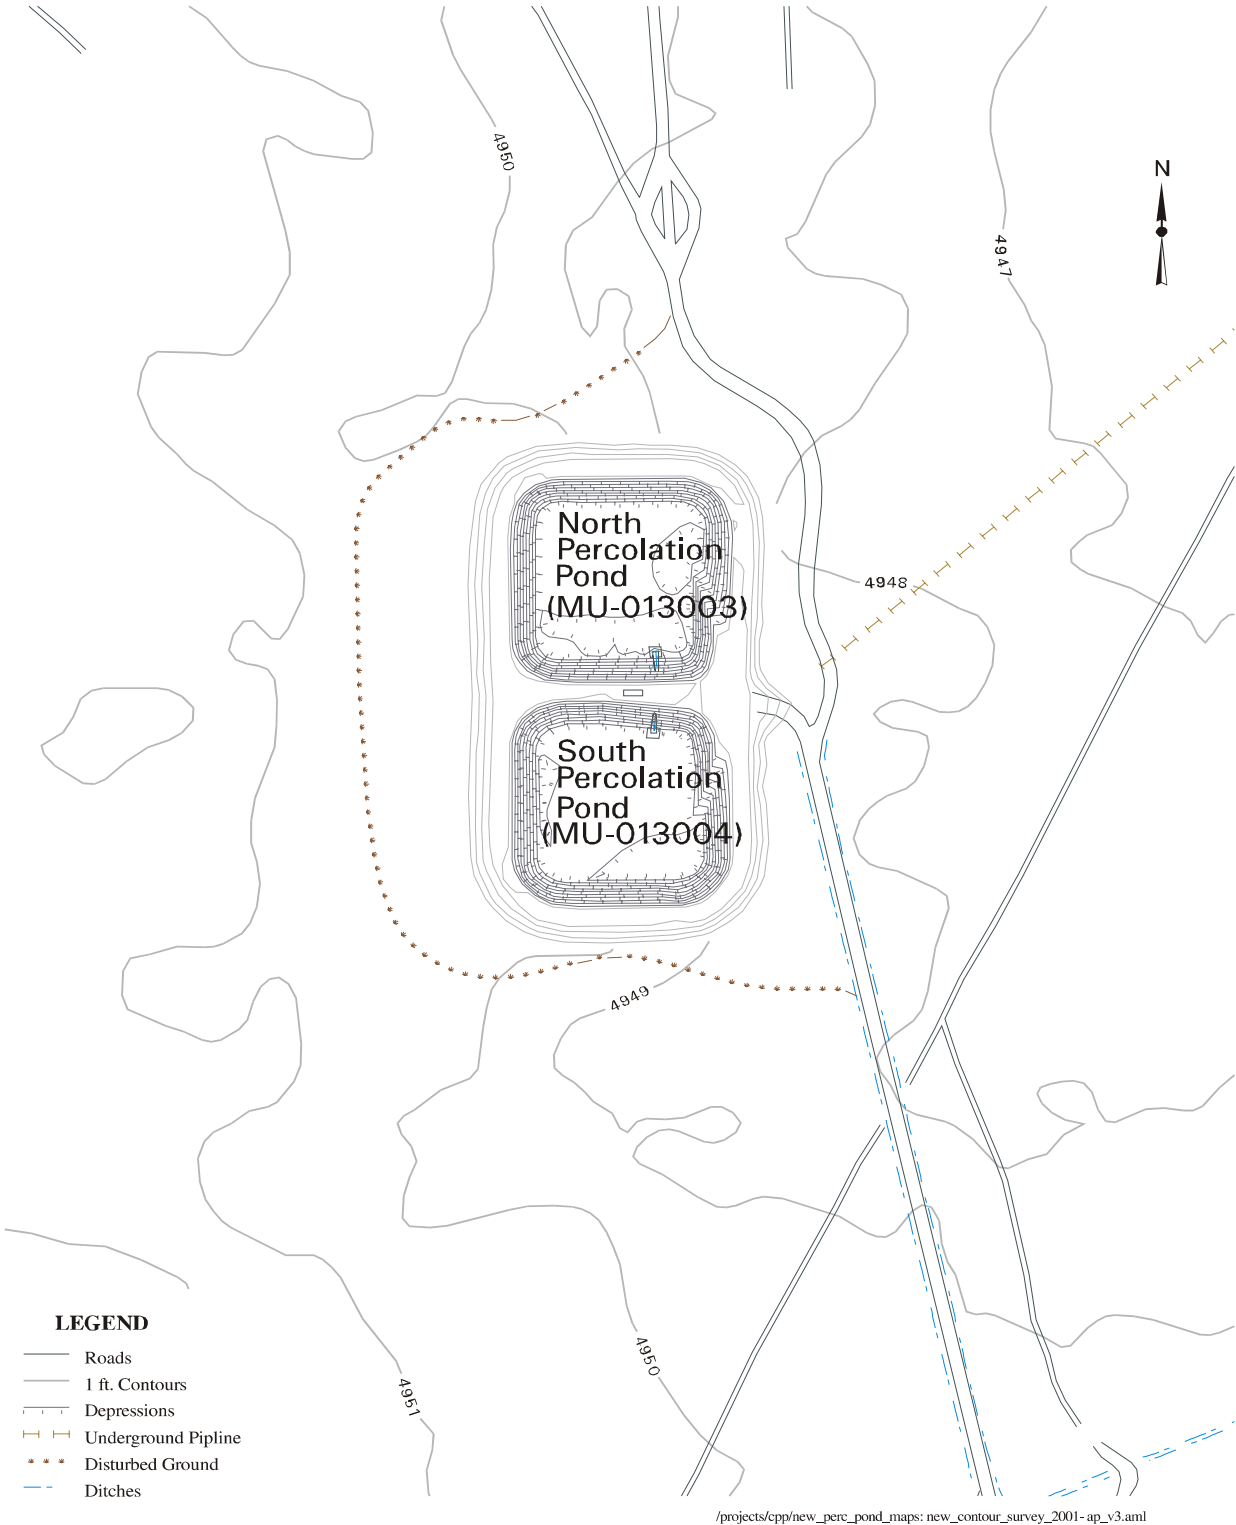 4950
N
4947
North
Percolation
Pond
(MU-013003)
4948
South
Percolation
Pond
(MU-013004)
4949
LEGEND
Roads
1 ft. Contours
Depressions
Underground Pipline
Disturbed Ground
Ditches
4951
4950
/projects/cpp/new_perc_pond_maps: new_contour_survey_2001- ap_v3.aml